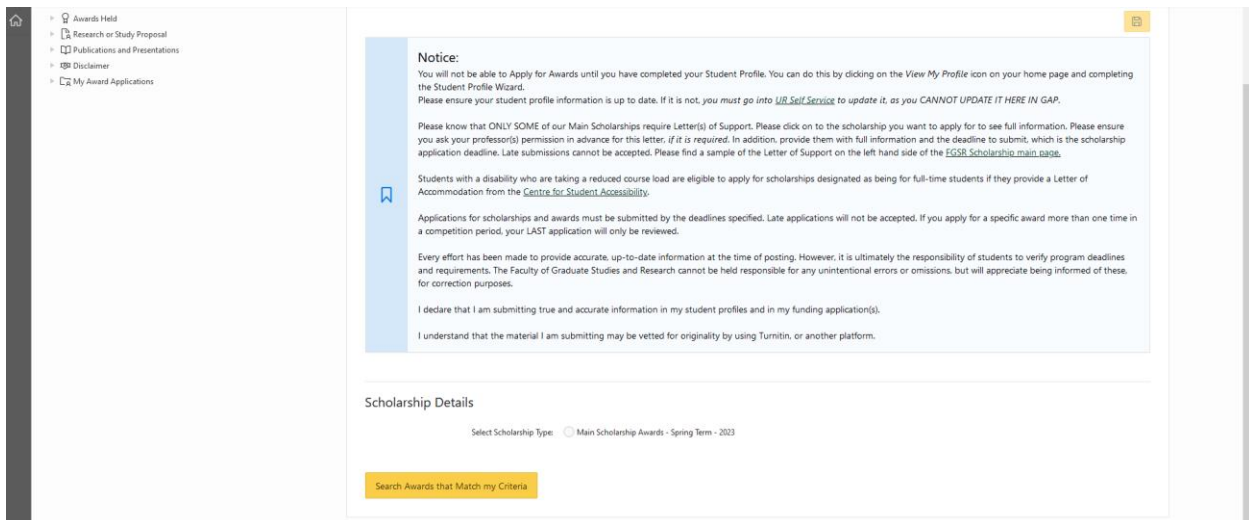 Awards Held
Research or Study Proposal
Publications and Presentations
Disclaimer
My Award Applications
Notice:
You will not be able to Apply for Awards until you have completed your Student Profile. You can do this by clicking on the View My Profile icon on your home page and completing
the Student Profile Wizard.
Please ensure your student profile information is up to date. If it is not, you must go into UR Self Service to update it, as you CANNOT UPDATE IT HERE IN GAP.
Please know that ONLY SOME of our Main Scholarships require Letter(s) of Support. Please click on to the scholarship you want to apply for to see full information. Please ensure
you ask your professor(s) permission in advance for this letter, if it is required. In addition, provide them with full information and the deadline to submit, which is the scholarship
application deadline. Late submissions cannot be accepted. Please find a sample of the Letter of Support on the left hand side of the FGSR Scholarship main page.
Students with a disability who are taking a reduced course load are eligible to apply for scholarships designated as being for full-time students if they provide a Letter of
Accommodation from the Centre for Student Accessibility.
Applications for scholarships and awards must be submitted by the deadlines specified. Late applications will not be accepted. If you apply for a specific award more than one time in
a competition period, your LAST application will only be reviewed.
Every effort has been made to provide accurate, up-to-date information at the time of posting. However, it is ultimately the responsibility of students to verify program deadlines
and requirements. The Faculty of Graduate Studies and Research cannot be held responsible for any unintentional errors or omissions, but will appreciate being informed of these,
for correction purposes.
I declare that I am submitting true and accurate information in my student profiles and in my funding application(s).
I understand that the material I am submitting may be vetted for originality by using Turnitin, or another platform.
Scholarship Details
Select Scholarship Type: Main Scholarship Awards - Spring Term - 2023
Search Awards that Match my Criteria